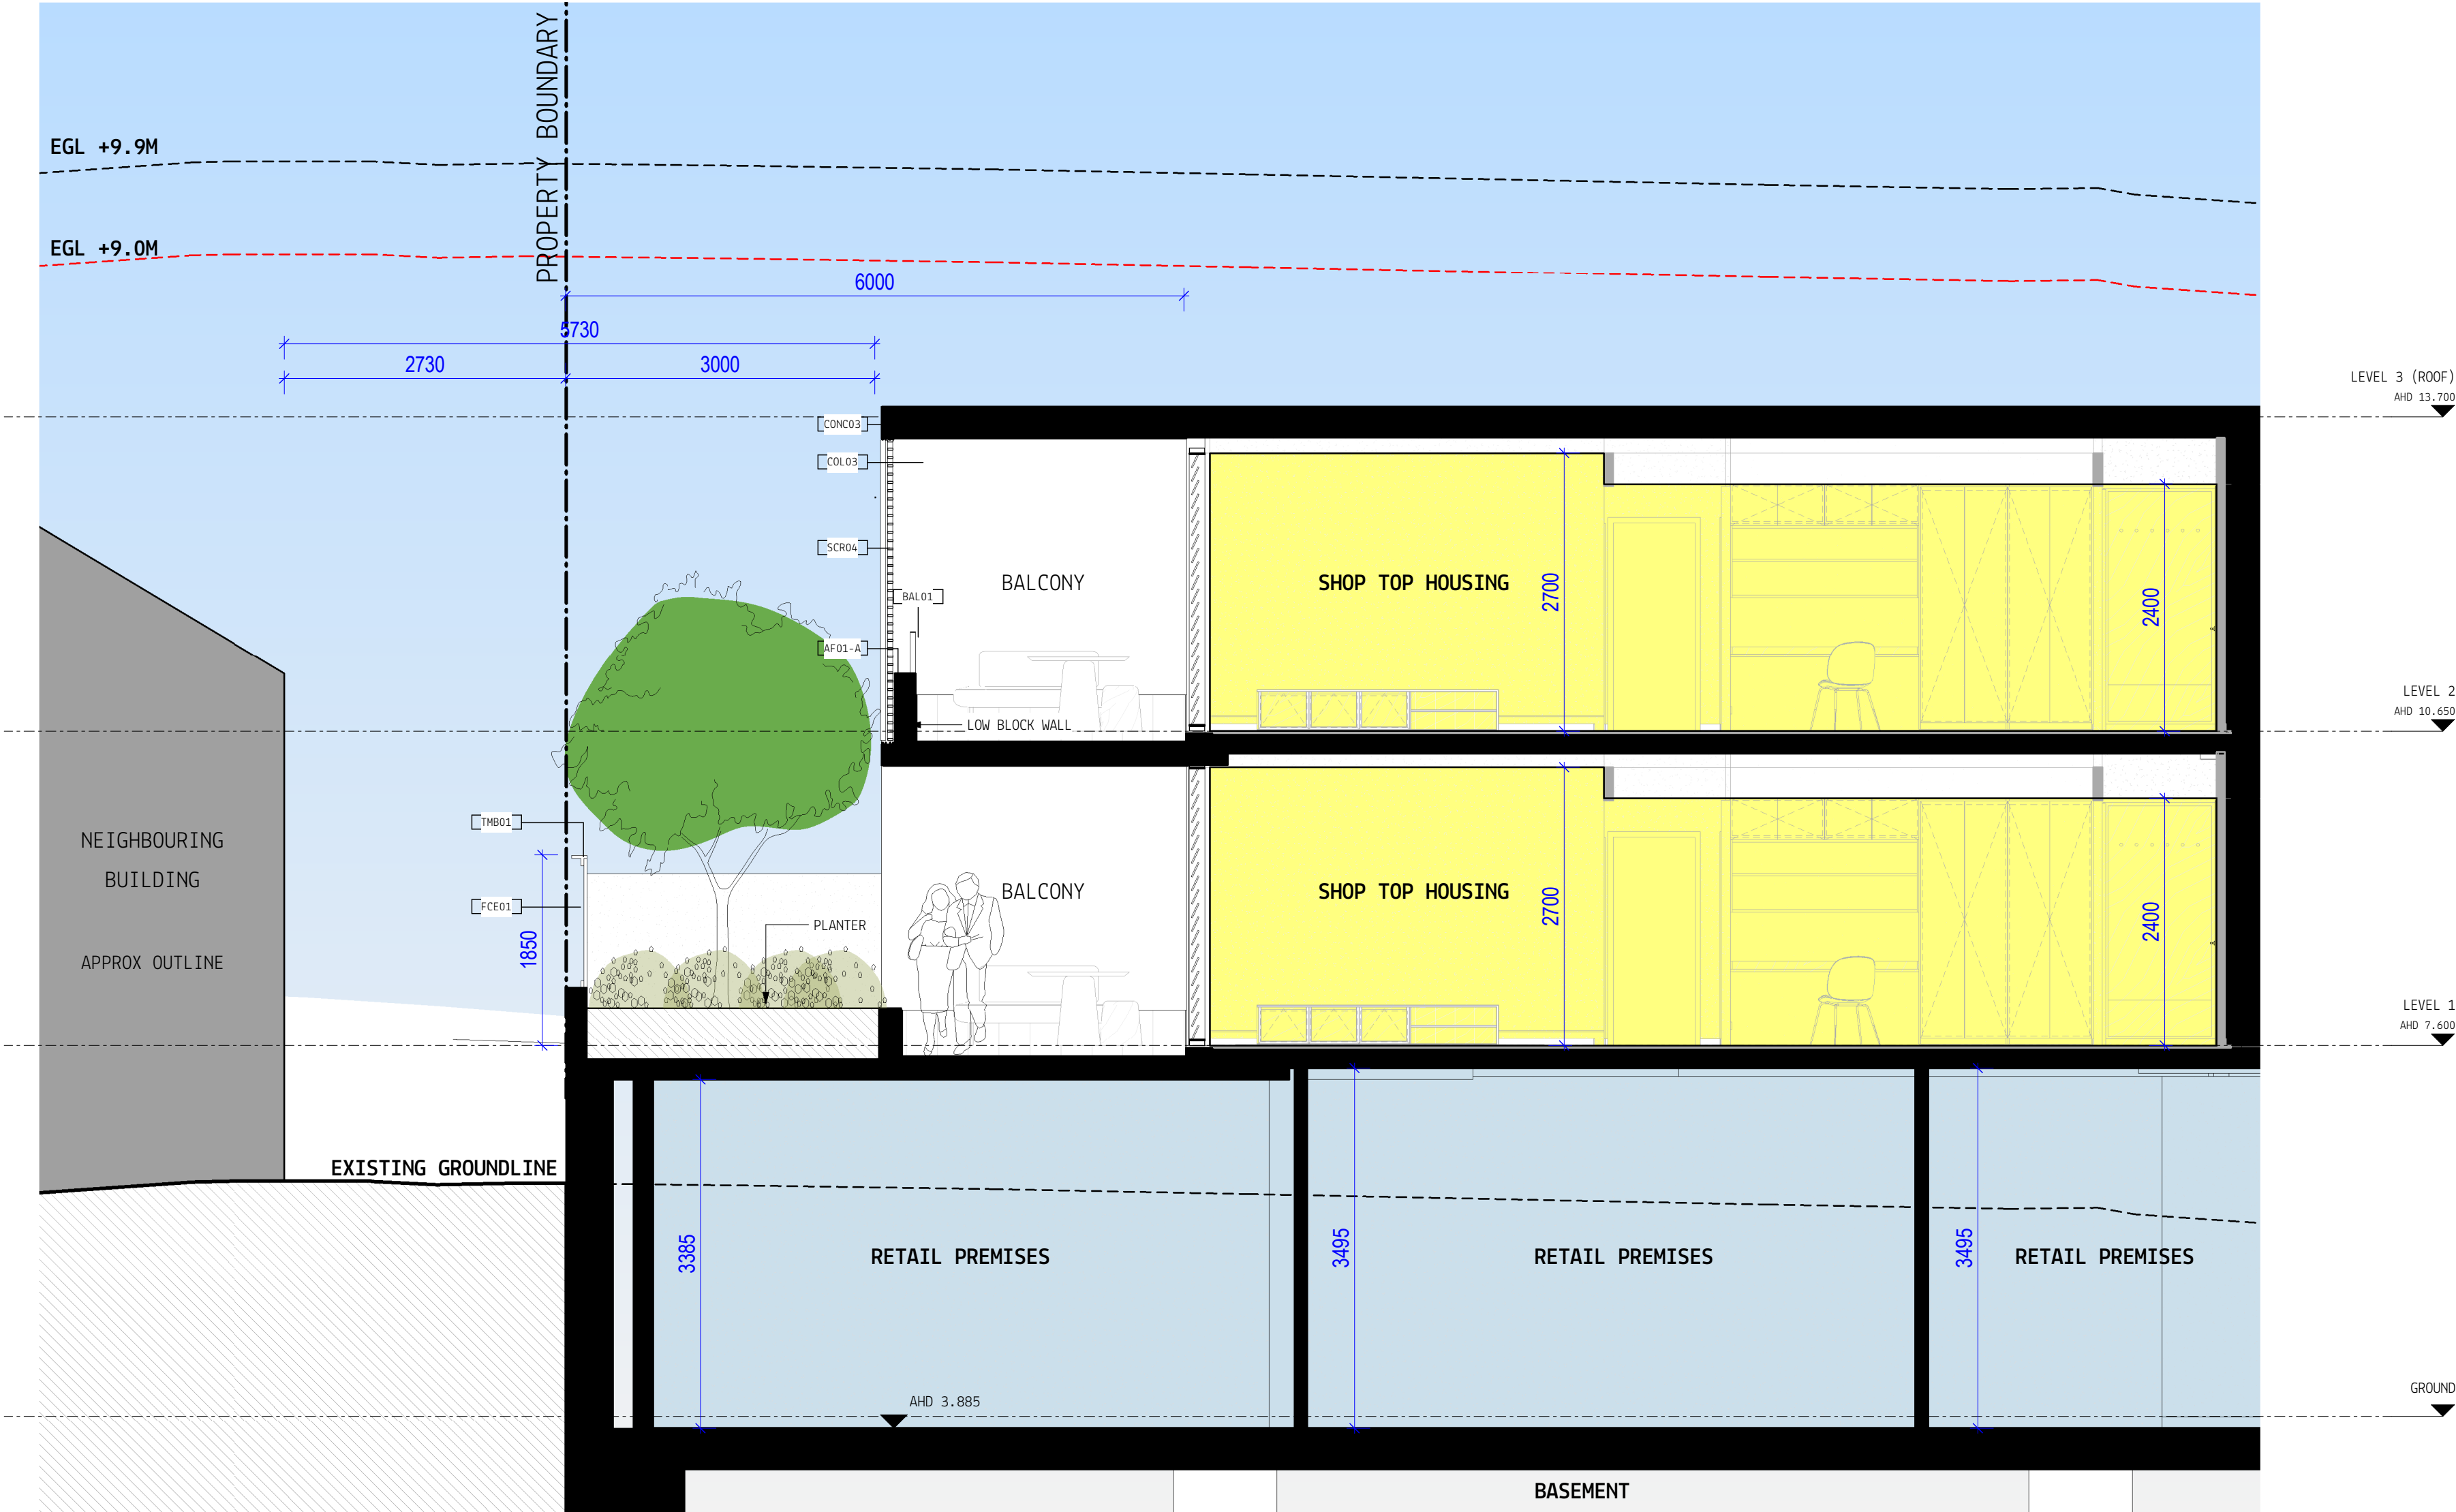 PROPERTY BOUNDARY
EGL +9.9M
EGL +9.0M
6000
5730
2730
3000
LEVEL 3 (ROOF)
AHD 13.700
CONC03
COL03
SCR04
BAL01
AF01-A
BALCONY
SHOP TOP HOUSING
2700
2400
LOW BLOCK WALL
LEVEL 2
AHD 10.650
TMB01
FCE01
1850
NEIGHBOURING
BUILDING
APPROX OUTLINE
PLANTER
BALCONY
SHOP TOP HOUSING
2700
2400
LEVEL 1
AHD 7.600
EXISTING GROUNDLINE
3385
RETAIL PREMISES
3495
RETAIL PREMISES
3495
RETAIL PREMISES
AHD 3.885
GROUND
BASEMENT